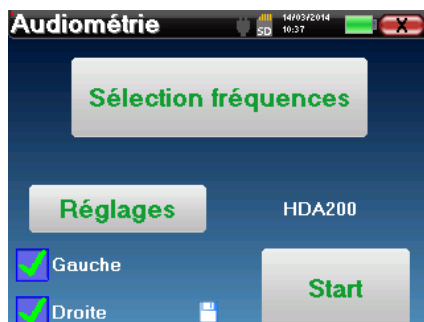 Audiométrie
SD
14/03/2014
10:37
X
Sélection fréquences
Réglages
HDA200
Gauche
Start
Droite